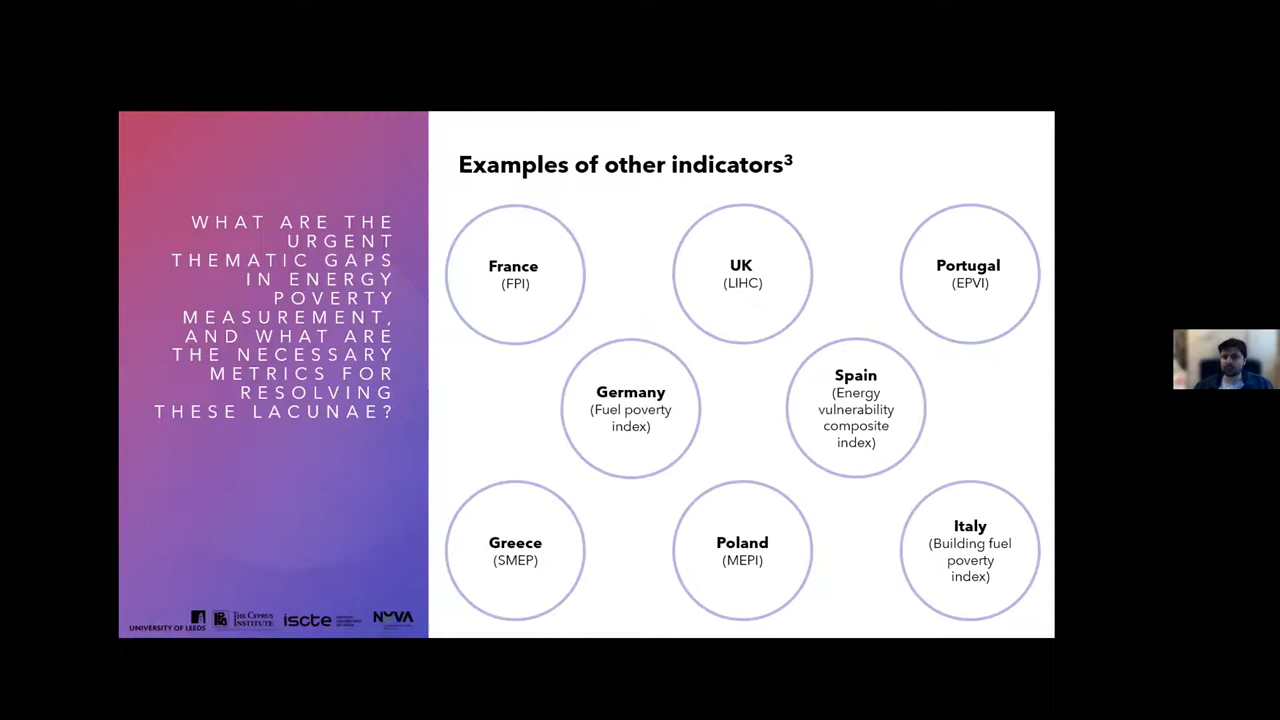 WHAT ARE THE
URGENT
THEMATIC GAPS
IN ENERGY
POVERTY
MEASUREMENT,
AND WHAT ARE
THE NECESSARY
METRICS FOR
RESOLVING
THESE LACUNAE?
UNIVERSITY OF LEEDS
THE CYPRUS
INSTITUTE
iscte
NOVA
Examples of other indicators³
France
(FPI)
UK
(LIHC)
Portugal
(EPVI)
Germany
(Fuel poverty
index)
Spain
(Energy
vulnerability
composite
index)
Greece
(SMEP)
Poland
(MEPI)
Italy
(Building fuel
poverty
index)